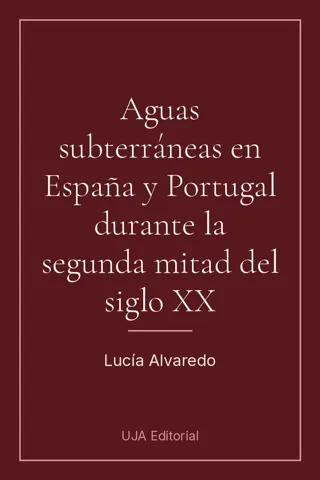 Aguas
subterráneas en
España y Portugal
durante la
segunda mitad del
siglo XX
Lucía Alvaredo
UJA Editorial